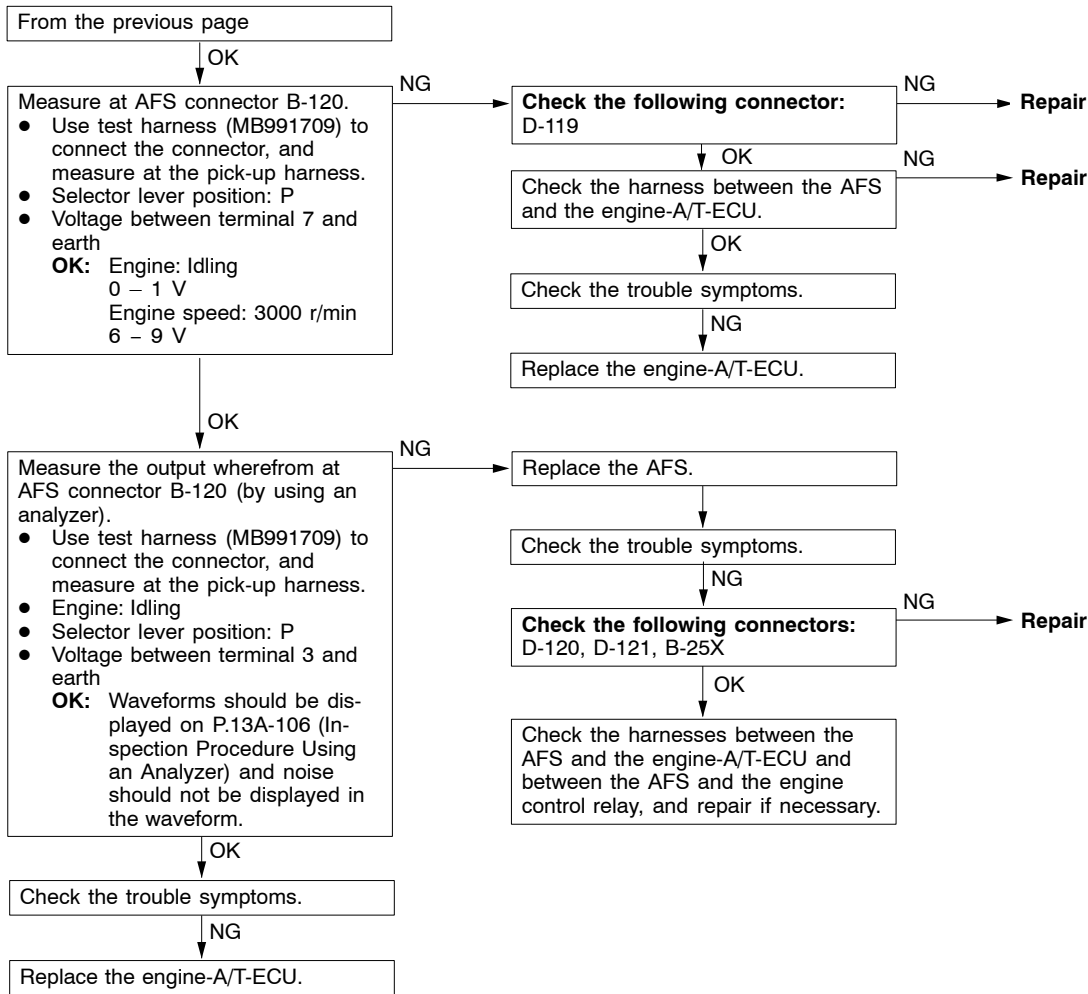 From the previous page
OK
Measure at AFS connector B-120.
● Use test harness (MB991709) to
connect the connector, and
measure at the pick-up harness.
● Selector lever position: P
● Voltage between terminal 7 and
earth
OK: Engine: Idling
0 – 1 V
Engine speed: 3000 r/min
6 – 9 V
NG
Check the following connector:
D-119
NG
Repair
OK
Check the harness between the AFS
and the engine-A/T-ECU.
NG
Repair
OK
Check the trouble symptoms.
NG
Replace the engine-A/T-ECU.
OK
Measure the output wherefrom at
AFS connector B-120 (by using an
analyzer).
● Use test harness (MB991709) to
connect the connector, and
measure at the pick-up harness.
● Engine: Idling
● Selector lever position: P
● Voltage between terminal 3 and
earth
OK: Waveforms should be dis-
played on P.13A-106 (In-
spection Procedure Using
an Analyzer) and noise
should not be displayed in
the waveform.
NG
Replace the AFS.
Check the trouble symptoms.
NG
Check the following connectors:
D-120, D-121, B-25X
NG
Repair
OK
Check the harnesses between the
AFS and the engine-A/T-ECU and
between the AFS and the engine
control relay, and repair if necessary.
OK
Check the trouble symptoms.
NG
Replace the engine-A/T-ECU.